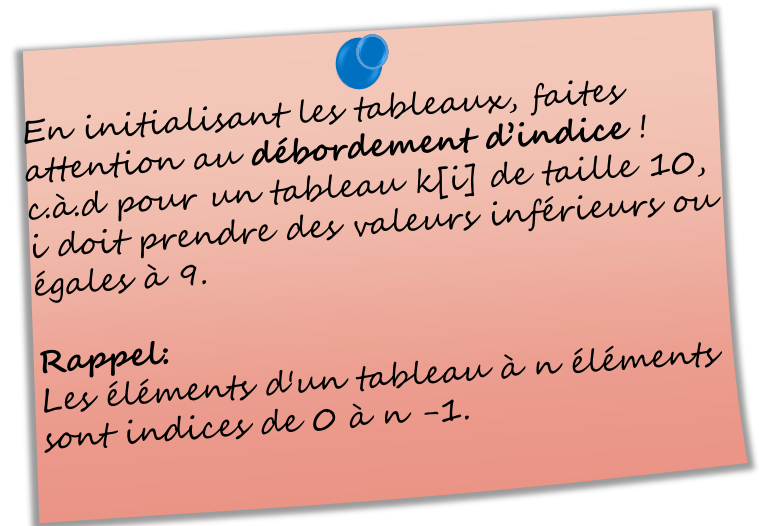 En initialisant les tableaux, faites
attention au débordement d'indice !
c.à.d pour un tableau k[i] de taille 10,
i doit prendre des valeurs inférieurs ou
égales à 9.
Rappel:
Les éléments d'un tableau à n éléments
sont indices de 0 à n -1.